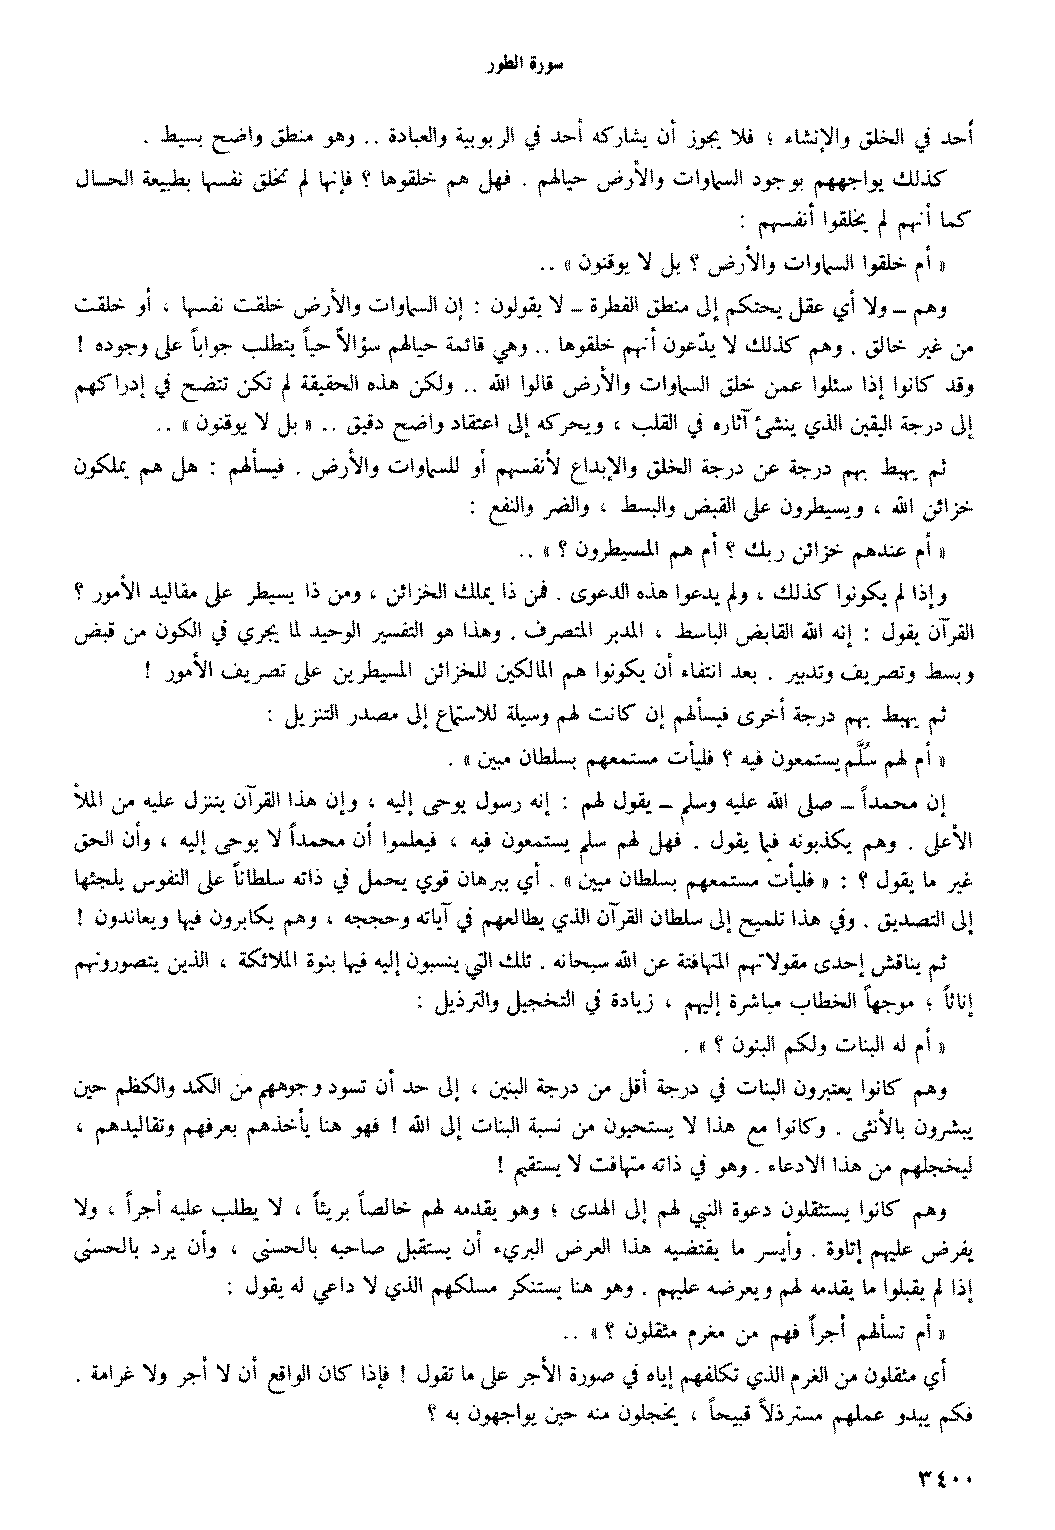 سورة الطور
أحد في الخلق والإنشاء ؛ فلا يجوز أن يشاركه أحد في الربوبية والعبادة .. وهو منطق واضح بسيط .
كذلك يواجههم بوجود السماوات والأرض حيالهم . فهل هم خلقوها ؟ فإنها لم تخلق نفسها بطبيعة الحسال
كما أنهم لم يخلقوا أنفسهم :
« أم خلقوا السماوات والأرض ؟ بل لا يوقنون » ..
وهم – ولا أي عقل يحتكم إلى منطق الفطرة – لا يقولون : إن السماوات والأرض خلقت نفسها ، أو خلقت
من غير خالق . وهم كذلك لا يدّعون أنهم خلقوها .. وهي قائمة حيالهم سؤالاً حياً يتطلب جواباً على وجوده !
وقد كانوا إذا سئلوا عمن خلق السماوات والأرض قالوا الله .. ولكن هذه الحقيقة لم تكن تتضح في إدراكهم
إلى درجة اليقين الذي ينشئ آثاره في القلب ، ويحركه إلى اعتقاد واضح دقيق .. « بل لا يوقنون » ..
ثم يهبط بهم درجة عن درجة الخلق والإبداع لأنفسهم أو للسماوات والأرض . فيسألهم : هل هم يملكون
خزائن الله ، ويسيطرون على القبض والبسط ، والضر والنفع :
« أم عندهم خزائن ربك ؟ أم هم المسيطرون ؟ » ..
وإذا لم يكونوا كذلك ، ولم يدعوا هذه الدعوى . فمن ذا يملك الخزائن ، ومن ذا يسيطر على مقاليد الأمور ؟
القرآن يقول : إنه الله القابض الباسط ، المدبر المتصرف . وهذا هو التفسير الوحيد لما يجري في الكون من قبض
وبسط وتصريف وتدبير . بعد انتفاء أن يكونوا هم المالكين للخزائن المسيطرين على تصريف الأمور !
ثم يهبط بهم درجة أخرى فيسألهم إن كانت لهم وسيلة للاستماع إلى مصدر التنزيل :
« أم لهم سُلَّم يستمعون فيه ؟ فليأت مستمعهم بسلطان مبين » .
إن محمداً – صلى الله عليه وسلم – يقول لهم : إنه رسول يوحى إليه ، وإن هذا القرآن يتنزل عليه من الملأ
الأعلى . وهم يكذبونه فيما يقول . فهل لهم سلم يستمعون فيه ، فيعلموا أن محمداً لا يوحى إليه ، وأن الحق
غير ما يقول ؟ : « فليأت مستمعهم بسلطان مبين » . أي ببرهان قوي يحمل في ذاته سلطاناً على النفوس يلجئها
إلى التصديق . وفي هذا تلميح إلى سلطان القرآن الذي يطالعهم في آياته وحججه ، وهم يكابرون فيها ويعاندون !
ثم يناقش إحدى مقولاتهم المتهافتة عن الله سبحانه . تلك التي ينسبون إليه فيها بنوة الملائكة ، الذين يتصورونهم
إناثاً ؛ موجهاً الخطاب مباشرة إليهم ، زيادة في التخجيل والترذيل :
« أم له البنات ولكم البنون ؟ » .
وهم كانوا يعتبرون البنات في درجة أقل من درجة البنين ، إلى حد أن تسود وجوههم من الكمد والكظم حين
يبشرون بالأنثى . وكانوا مع هذا لا يستحيون من نسبة البنات إلى الله ! فهو هنا يأخذهم بعرفهم وتقاليدهم ،
ليخجلهم من هذا الادعاء . وهو في ذاته متهافت لا يستقيم !
وهم كانوا يستثقلون دعوة النبي لهم إلى الهدى ؛ وهو يقدمه لهم خالصاً بريئاً ، لا يطلب عليه أجراً ، ولا
يفرض عليهم إتاوة . وأيسر ما يقتضيه هذا العرض البريء أن يستقبل صاحبه بالحسنى ، وأن يرد بالحسنى
إذا لم يقبلوا ما يقدمه لهم ويعرضه عليهم . وهو هنا يستنكر مسلكهم الذي لا داعي له يقول :
« أم تسألهم أجراً فهم من مغرم مثقلون ؟ » ..
أي مثقلون من الغرم الذي تكلفهم إياه في صورة الأجر على ما تقول ! فإذا كان الواقع أن لا أجر ولا غرامة .
فكم يبدو عملهم مسترذلاً قبيحاً ، يخجلون منه حين يواجهون به ؟
٣٤٠٠